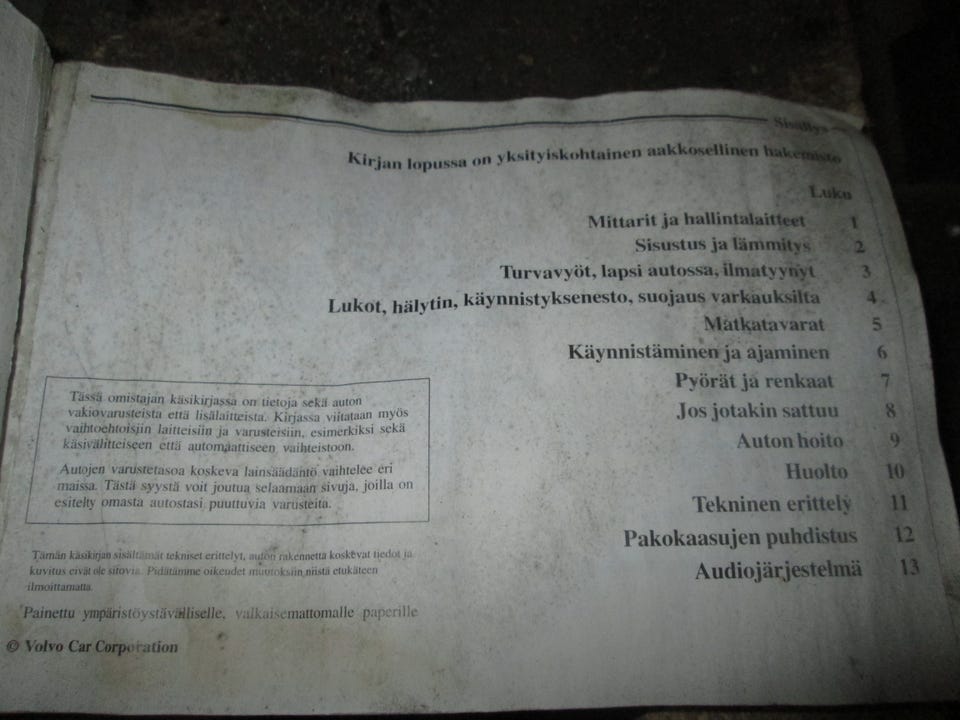 Sisällys
Kirjan lopussa on yksityiskohtainen aakkosellinen hakemisto
Luku
Mittarit ja hallintalaitteet 1
Sisustus ja lämmitys 2
Turvavyöt, lapsi autossa, ilmatyynyt 3
Lukot, hälytin, käynnistyksenesto, suojaus varkauksilta 4
Matkatavarat 5
Käynnistäminen ja ajaminen 6
Pyörät ja renkaat 7
Jos jotakin sattuu 8
Auton hoito 9
Huolto 10
Tekninen erittely 11
Pakokaasujen puhdistus 12
Audiojärjestelmä 13
Tässä omistajan käsikirjassa on tietoja sekä auton
vakiovarusteista että lisälaitteista. Kirjassa viitataan myös
vaihtoehtoisiin laitteisiin ja varusteisiin, esimerkiksi sekä
käsivälitteiseen että automaattiseen vaihteistoon.
Autojen varustetasoa koskeva lainsäädäntö vaihtelee eri
maissa. Tästä syystä voit joutua selaamaan sivuja, joilla on
esitelty omasta autostasi puuttuvia varusteita.
Tämän käsikirjan sisältämät tekniset erittelyt, auton rakennetta koskevat tiedot ja
kuvitus eivät ole sitovia. Pidätämme oikeudet muutoksiin niistä etukäteen
ilmoittamatta.
Painettu ympäristöystävälliselle, valkaisemattomalle paperille
© Volvo Car Corporation